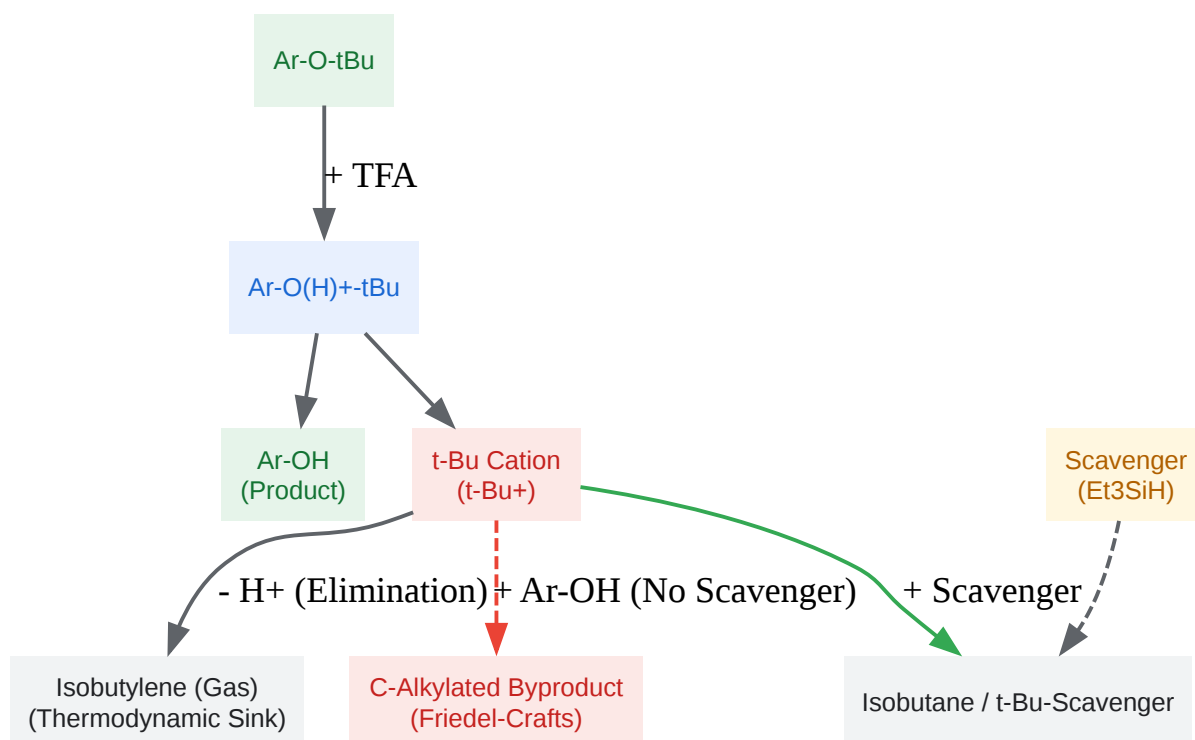 Ar-O-tBu
+ TFA
Ar-O(H)+-tBu
Ar-OH
(Product)
t-Bu Cation
(t-Bu+)
Scavenger
(Et3SiH)
- H+ (Elimination)
+ Ar-OH (No Scavenger)
+ Scavenger
Isobutylene (Gas)
(Thermodynamic Sink)
C-Alkylated Byproduct
(Friedel-Crafts)
Isobutane / t-Bu-Scavenger